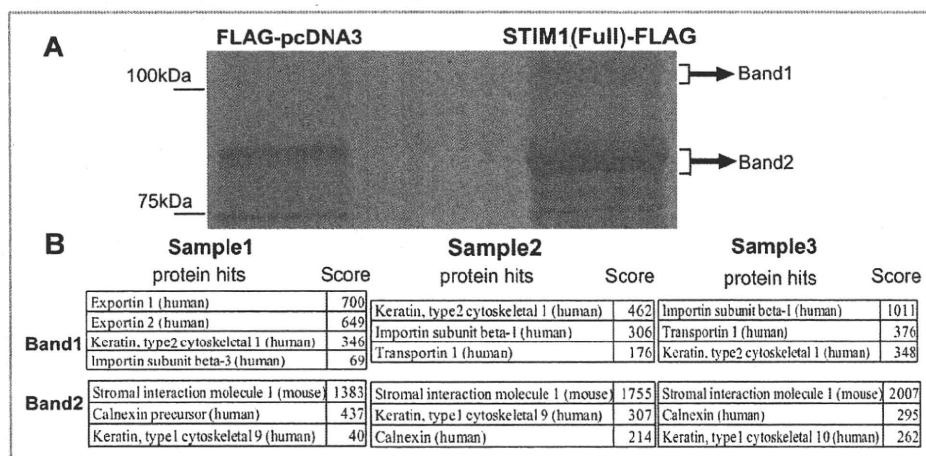 A
FLAG-pcDNA3
STIM1(Full)-FLAG
100kDa
Band1
Band2
75kDa
B
Sample1
Sample2
Sample3
protein hits Score
protein hits Score
protein hits Score
Band1
Exportin 1 (human) 700
Exportin 2 (human) 649
Keratin, type2 cytoskeletal 1 (human) 346
Importin subunit beta-3 (human) 69
Keratin, type2 cytoskeletal 1 (human) 462
Importin subunit beta-1 (human) 306
Transportin 1 (human) 176
Importin subunit beta-1 (human) 1011
Transportin 1 (human) 376
Keratin, type2 cytoskeletal 1 (human) 348
Band2
Stromal interaction molecule 1 (mouse) 1383
Calnexin precursor (human) 437
Keratin, type1 cytoskeletal 9 (human) 40
Stromal interaction molecule 1 (mouse) 1755
Keratin, type1 cytoskeletal 9 (human) 307
Calnexin (human) 214
Stromal interaction molecule 1 (mouse) 2007
Calnexin (human) 295
Keratin, type1 cytoskeletal 10 (human) 262